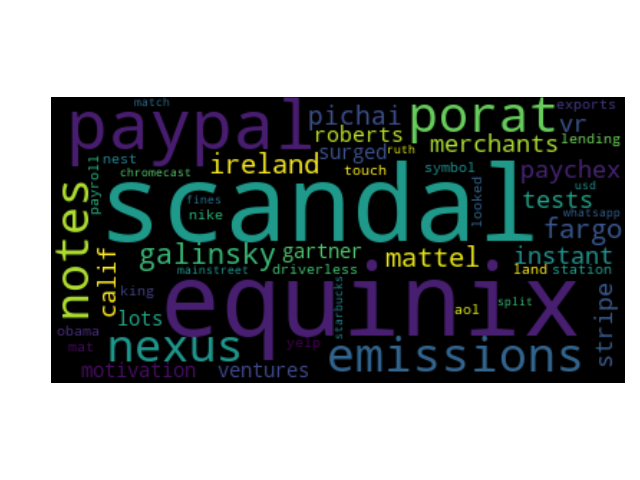 match
paypal
pichai
porat
exports
vr
roberts
merchants
lending
surged
ruth
nest
ireland
touch
symbol
paychex
chromecast
payroll
scandal
looked
usd
tests
fines
nike
whatsapp
fargo
notes
galinsky
gartner
mattel
instant
calif
mainstreet
driverless
land
station
king
equinix
starbucks
split
aol
lots
stripe
obama
mat
nexus
yelp
emissions
motivation
ventures